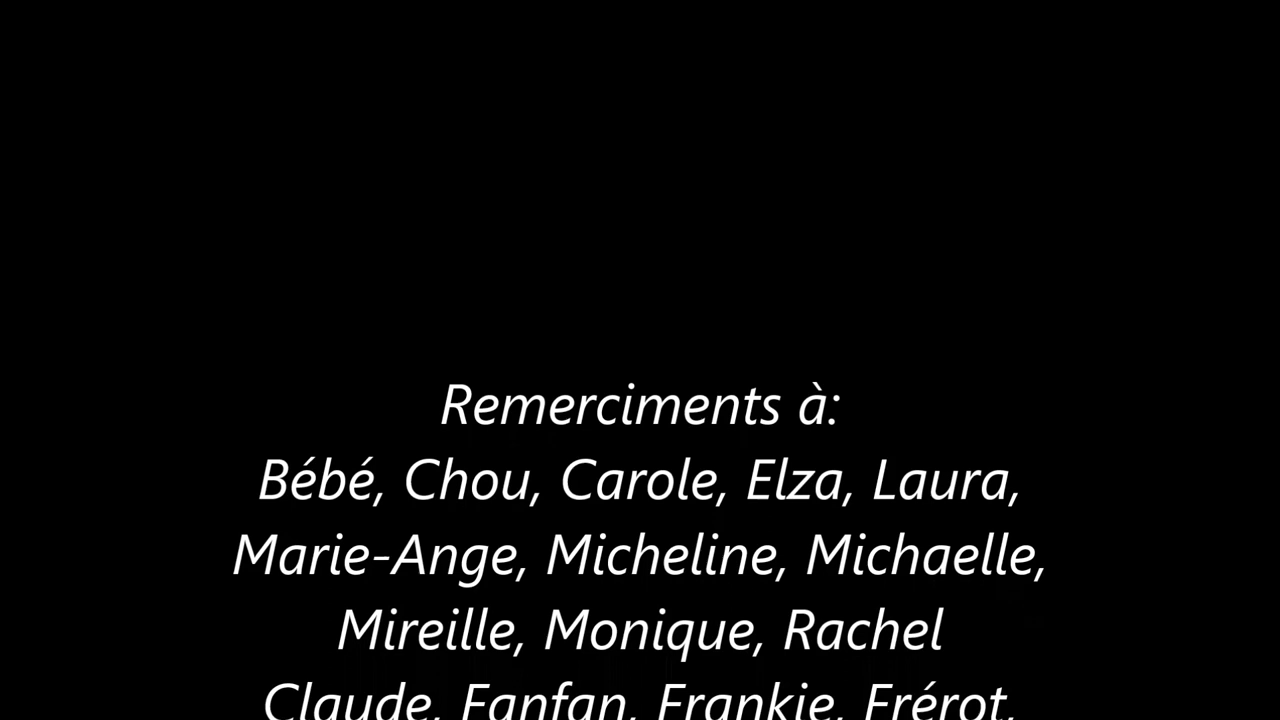 Remerciments à:
Bébé, Chou, Carole, Elza, Laura,
Marie-Ange, Micheline, Michaelle,
Mireille, Monique, Rachel
Claude, Fanfan, Frankie, Frérot,